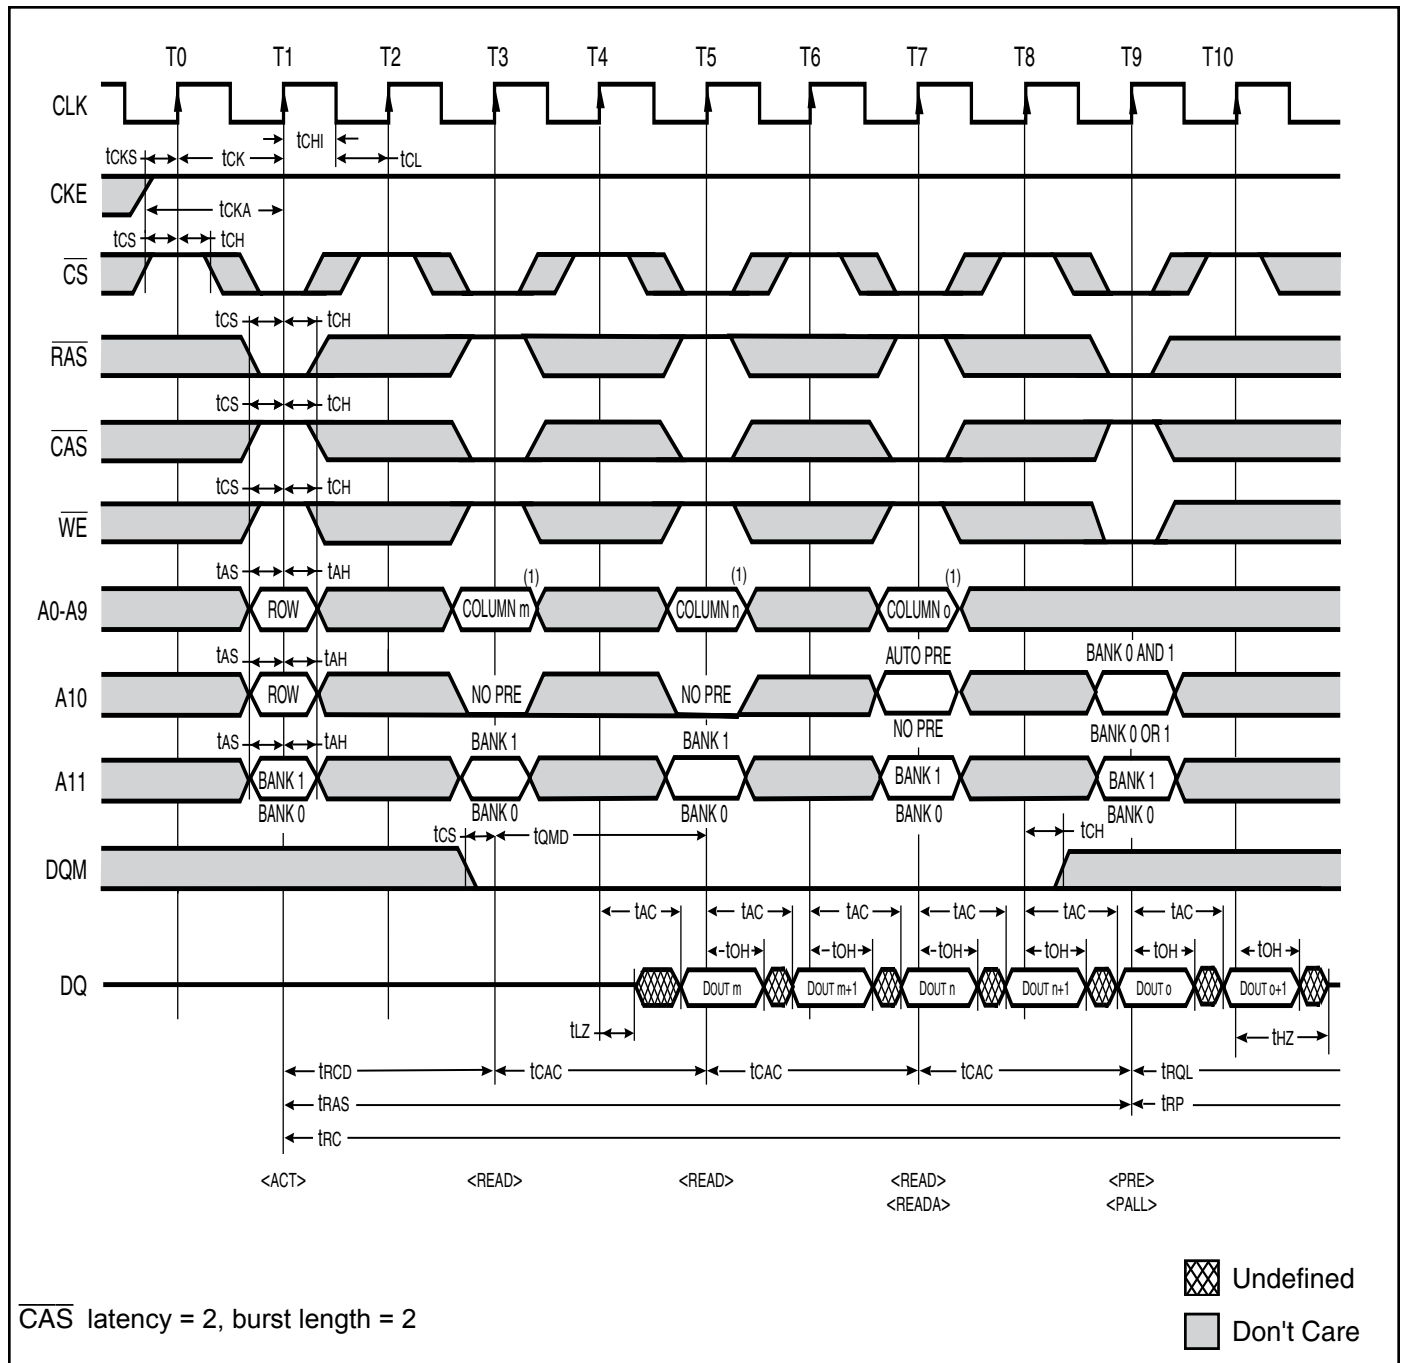 T0 T1 T2 T3 T4 T5 T6 T7 T8 T9 T10
CLK
tCHI
tCKS tCK tCL
CKE
tCKA
tCS tCH
CS
tCS tCH
RAS
tCS tCH
CAS
tCS tCH
WE
tAS tAH (1) (1) (1)
A0-A9 ROW COLUMN m COLUMN n COLUMN o
tAS tAH AUTO PRE BANK 0 AND 1
A10 ROW NO PRE NO PRE
NO PRE BANK 0 OR 1
tAS tAH BANK 1 BANK 1
A11 BANK 1 BANK 1 BANK 1
BANK 0 BANK 0 BANK 0 BANK 0 BANK 0
tCS tQMD tCH
DQM
tAC tAC tAC tAC tAC tAC
tOH tOH tOH tOH tOH tOH
DQ DOUT m DOUT m+1 DOUT n DOUT n+1 DOUT o DOUT o+1
tLZ tHZ
tRCD tCAC tCAC tCAC tRQL
tRAS tRP
tRC
<ACT> <READ> <READ> <READ> <PRE>
<READA> <PALL>
Undefined
CAS latency = 2, burst length = 2
Don't Care